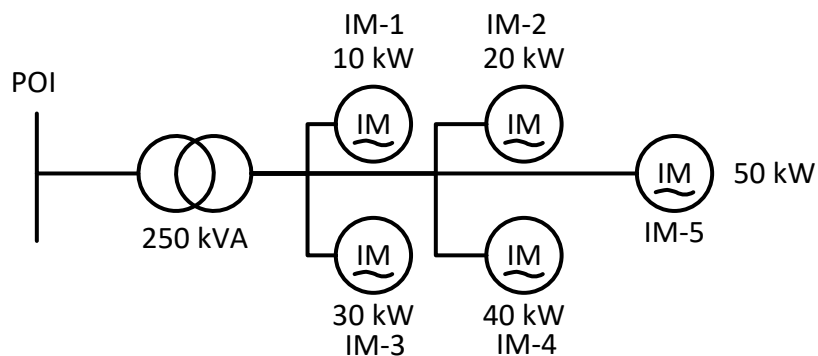 IM-1
10 kW
IM-2
20 kW
POI
IM
IM
IM
50 kW
IM-5
250 kVA
IM
IM
30 kW
IM-3
40 kW
IM-4